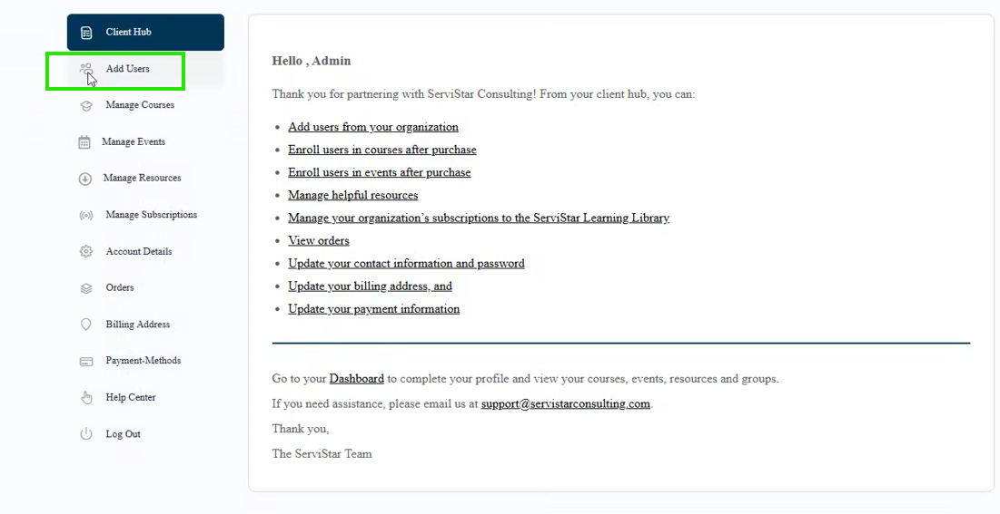 Client Hub
Add Users
Manage Courses
Manage Events
Manage Resources
Manage Subscriptions
Account Details
Orders
Billing Address
Payment-Methods
Help Center
Log Out
Hello , Admin
Thank you for partnering with ServiStar Consulting! From your client hub, you can:
Add users from your organization
Enroll users in courses after purchase
Enroll users in events after purchase
Manage helpful resources
Manage your organization’s subscriptions to the ServiStar Learning Library
View orders
Update your contact information and password
Update your billing address, and
Update your payment information
Go to your Dashboard to complete your profile and view your courses, events, resources and groups.
If you need assistance, please email us at support@servistarconsulting.com.
Thank you,
The ServiStar Team